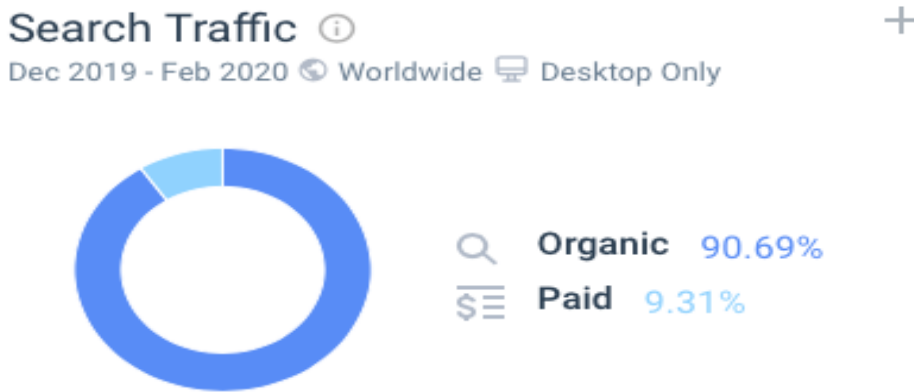 Search Traffic
Dec 2019 - Feb 2020 Worldwide Desktop Only
Organic 90.69%
Paid 9.31%